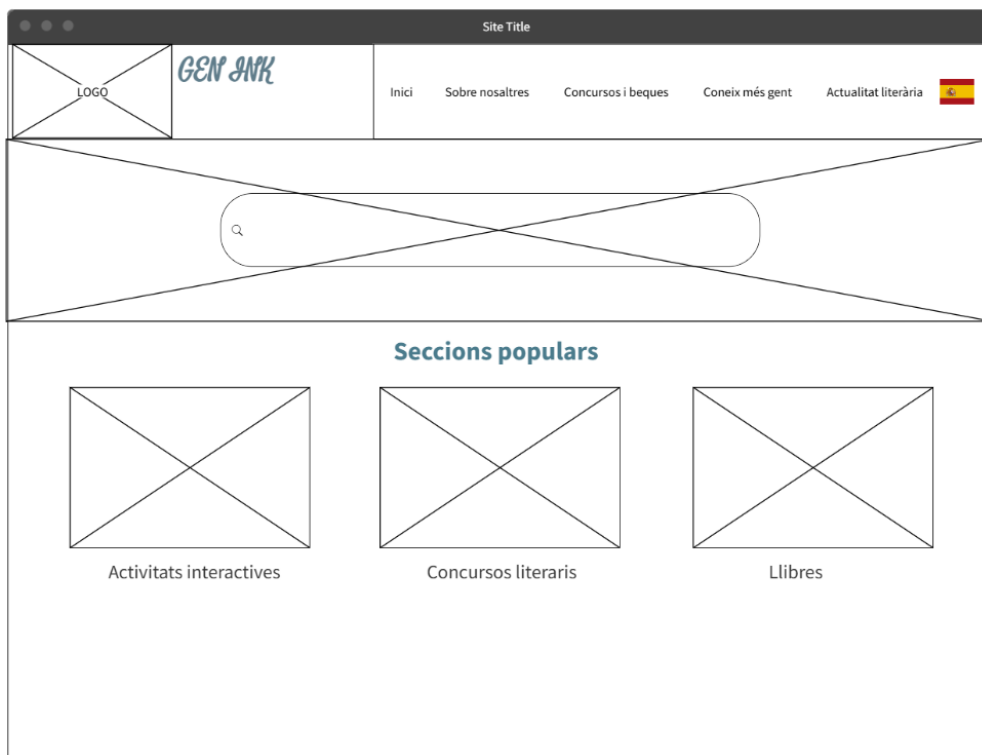 Site Title
LOGO
GEN INK
Inici
Sobre nosaltres
Concursos i beques
Coneix més gent
Actualitat literària
Seccions populars
Activitats interactives
Concursos literaris
Llibres